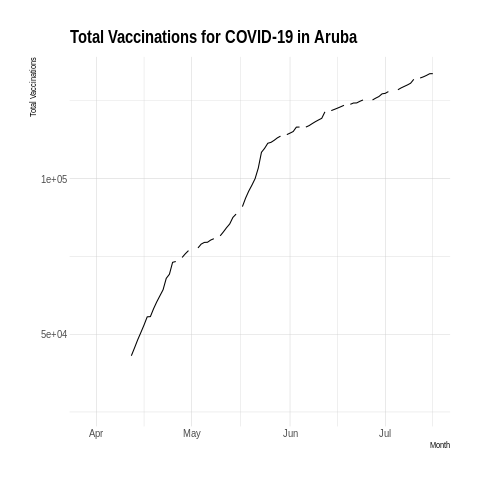 Total Vaccinations for COVID-19 in Aruba
Total Vaccinations
1e+05
5e+04
Apr May Jun Jul
Month